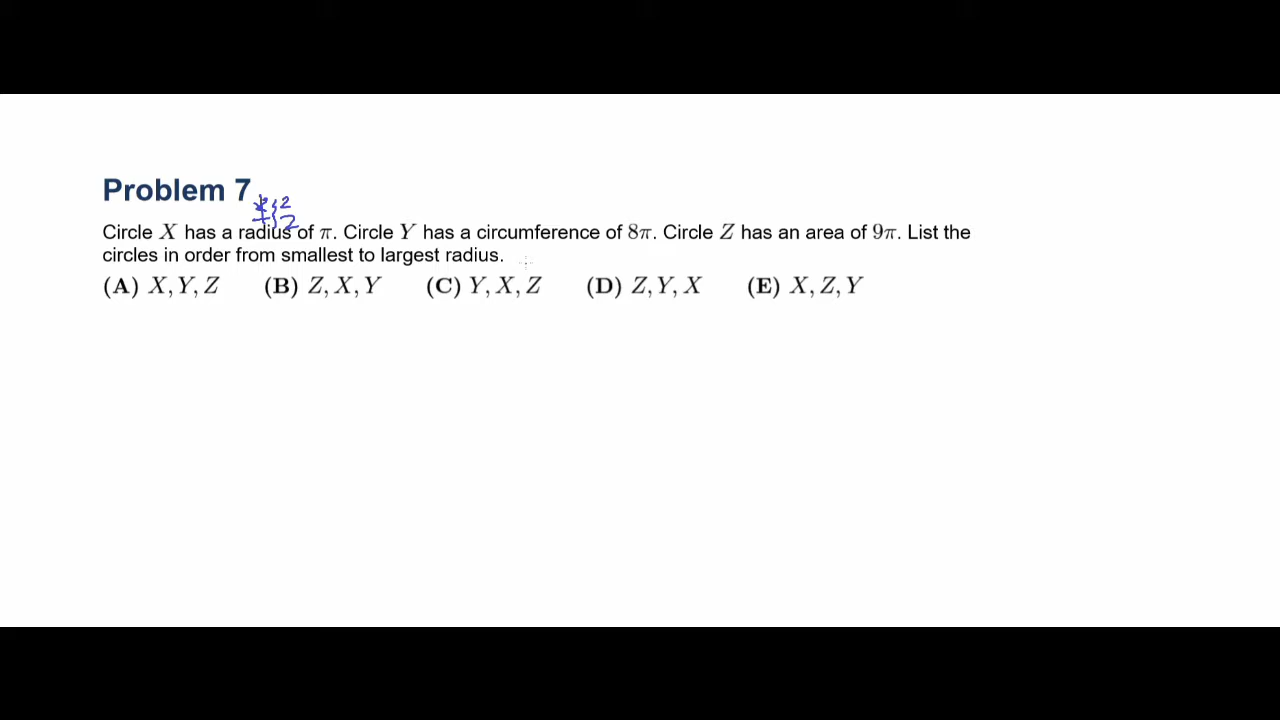 Problem 7
Circle X has a radius of π. Circle Y has a circumference of 8π. Circle Z has an area of 9π. List the
circles in order from smallest to largest radius.
(A) X, Y, Z (B) Z, X, Y (C) Y, X, Z (D) Z, Y, X (E) X, Z, Y